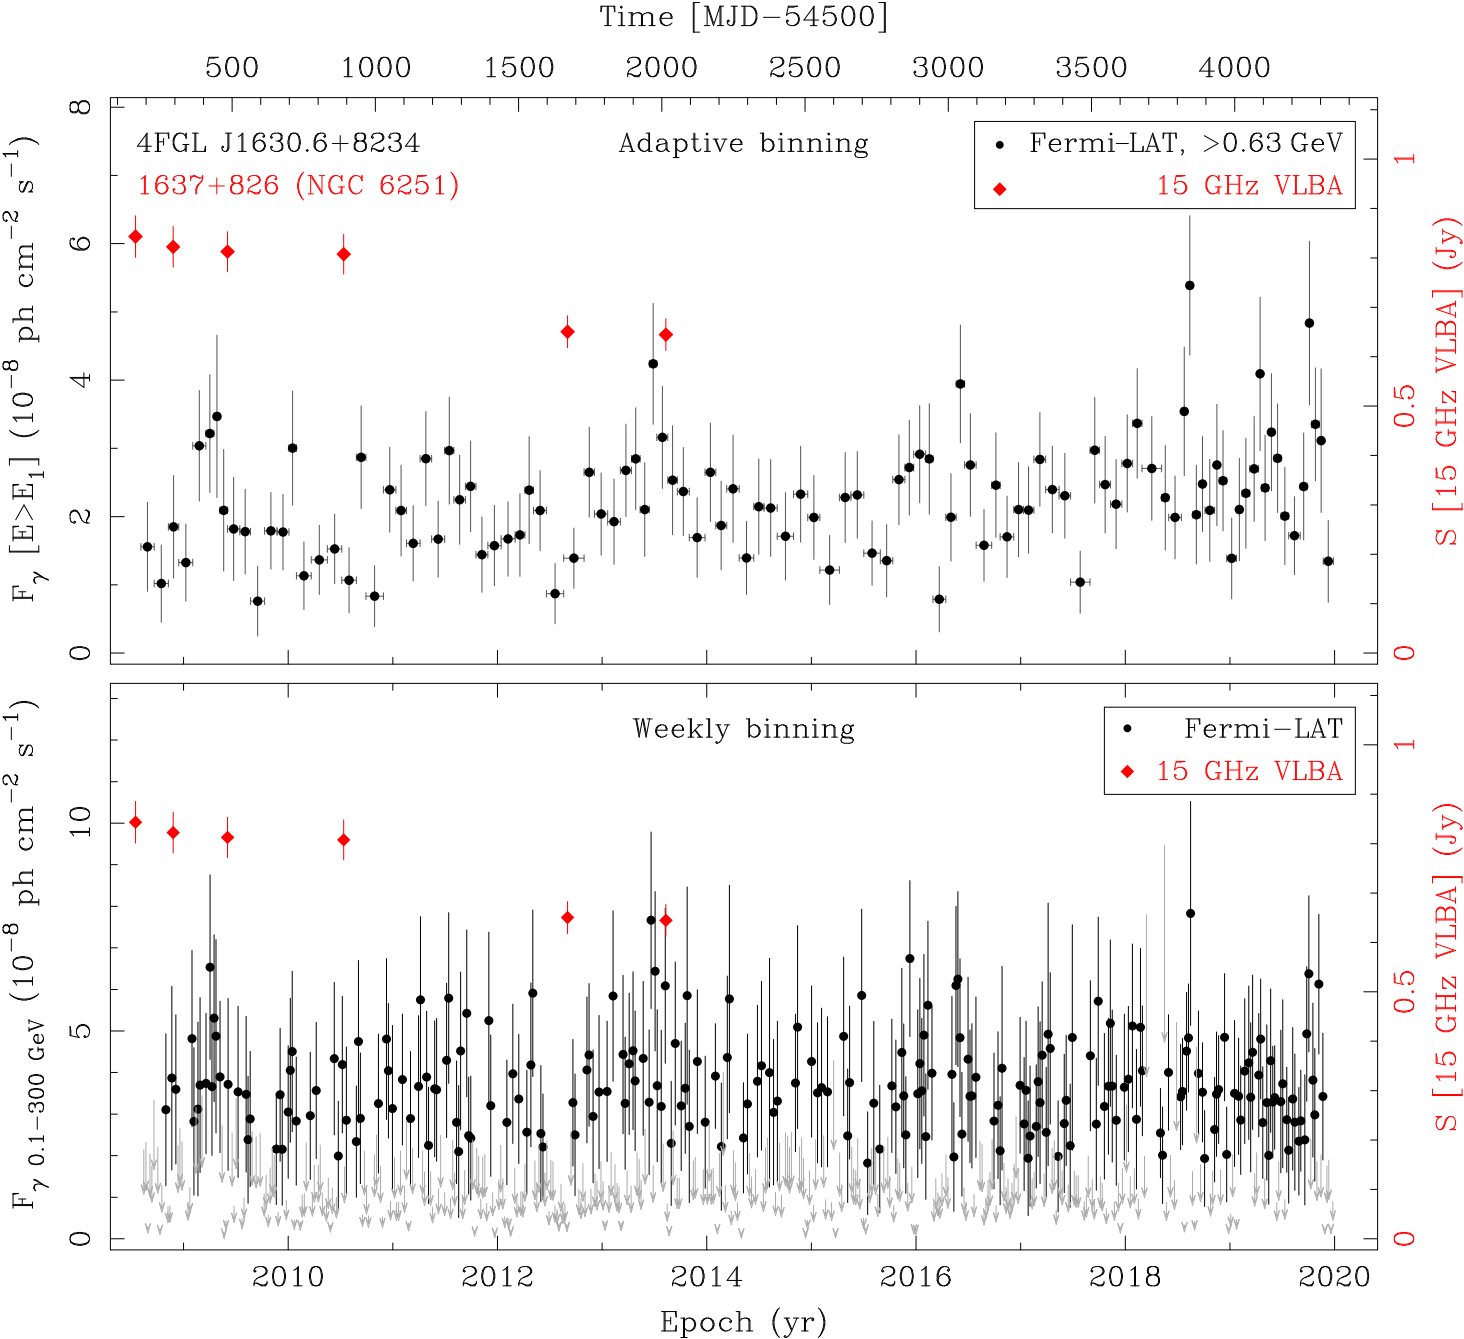 Time [MJD−54500]
500 1000 1500 2000 2500 3000 3500 4000
4FGL J1630.6+8234
1637+826 (NGC 6251)
Adaptive binning
Fermi−LAT, >0.63 GeV
15 GHz VLBA
F_γ [E>E_1] (10^−8 ph cm^−2 s^−1)
8
6
4
2
0
1
0.5
0
S [15 GHz VLBA] (Jy)
Weekly binning
Fermi−LAT
15 GHz VLBA
F_γ 0.1−300 GeV (10^−8 ph cm^−2 s^−1)
10
5
0
1
0.5
0
S [15 GHz VLBA] (Jy)
2010 2012 2014 2016 2018 2020
Epoch (yr)